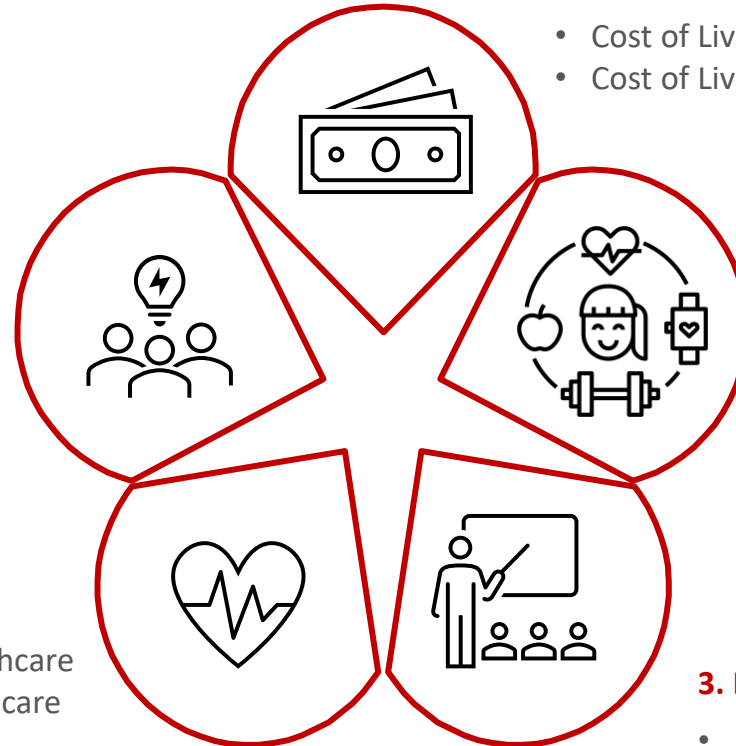 • Cost of Liv
• Cost of Liv
hcare
care
3.
•